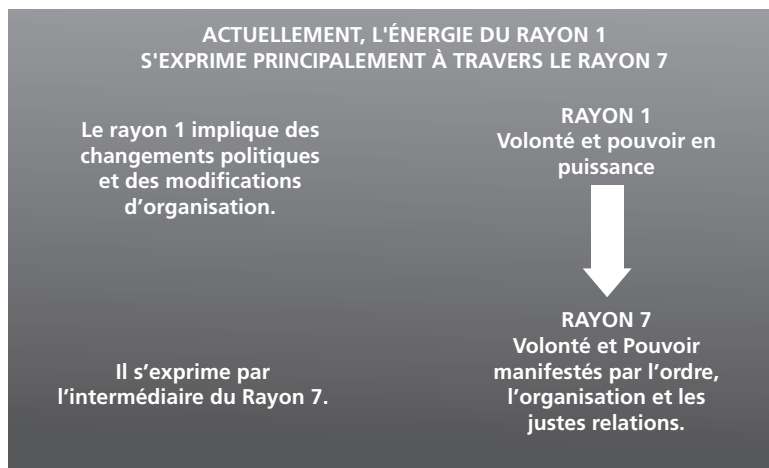 ACTUELLEMENT, L'ÉNERGIE DU RAYON 1
S'EXPRIME PRINCIPALEMENT À TRAVERS LE RAYON 7
Le rayon 1 implique des
changements politiques
et des modifications
d’organisation.
RAYON 1
Volonté et pouvoir en
puissance
Il s’exprime par
l’intermédiaire du Rayon 7.
RAYON 7
Volonté et Pouvoir
manifestés par l’ordre,
l’organisation et les
justes relations.